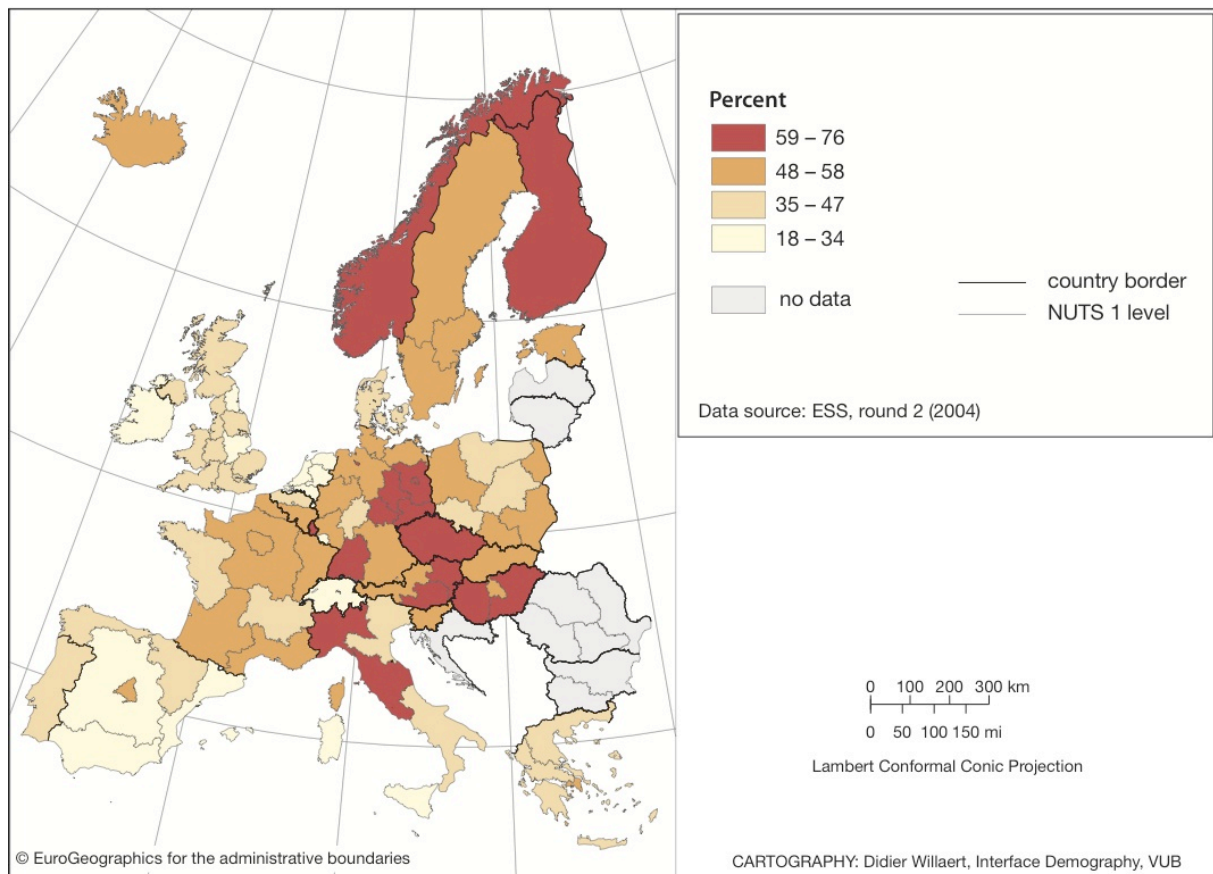 Percent
59 – 76
48 – 58
35 – 47
18 – 34
no data
country border
NUTS 1 level
Data source: ESS, round 2 (2004)
0 100 200 300 km
0 50 100 150 mi
Lambert Conformal Conic Projection
© EuroGeographics for the administrative boundaries
CARTOGRAPHY: Didier Willaert, Interface Demography, VUB